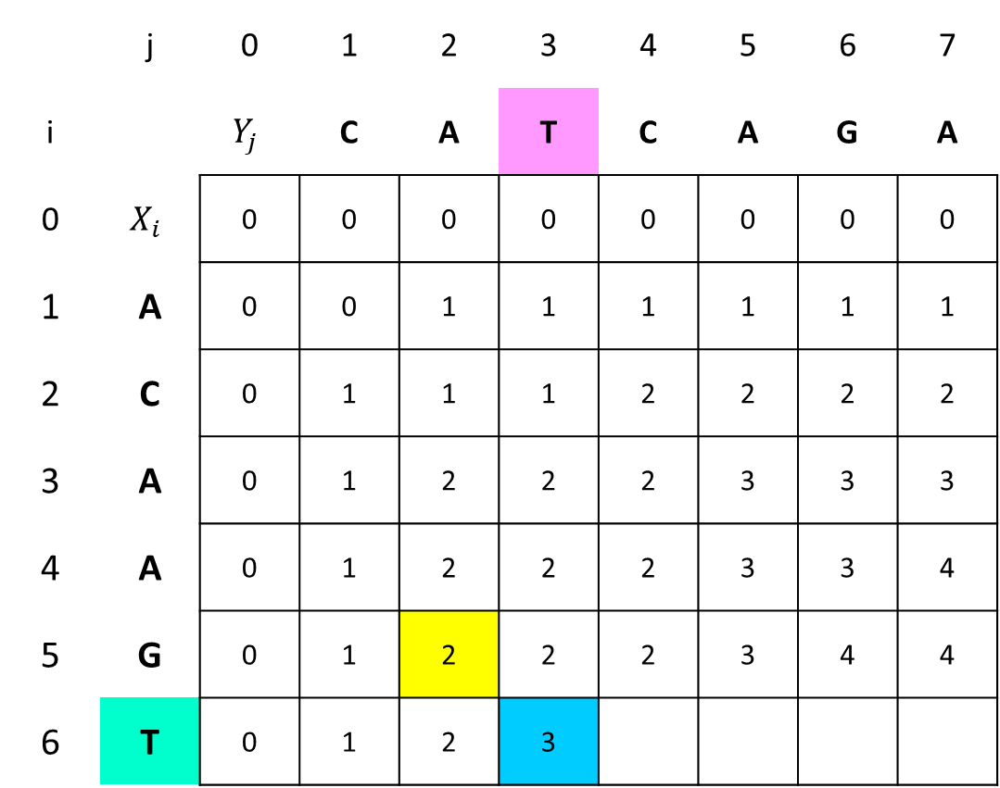 j 0 1 2 3 4 5 6 7
i Yj C A T C A G A
0 Xi 0 0 0 0 0 0 0 0
1 A 0 0 1 1 1 1 1 1
2 C 0 1 1 1 2 2 2 2
3 A 0 1 2 2 2 3 3 3
4 A 0 1 2 2 2 3 3 4
5 G 0 1 2 2 2 3 4 4
6 T 0 1 2 3